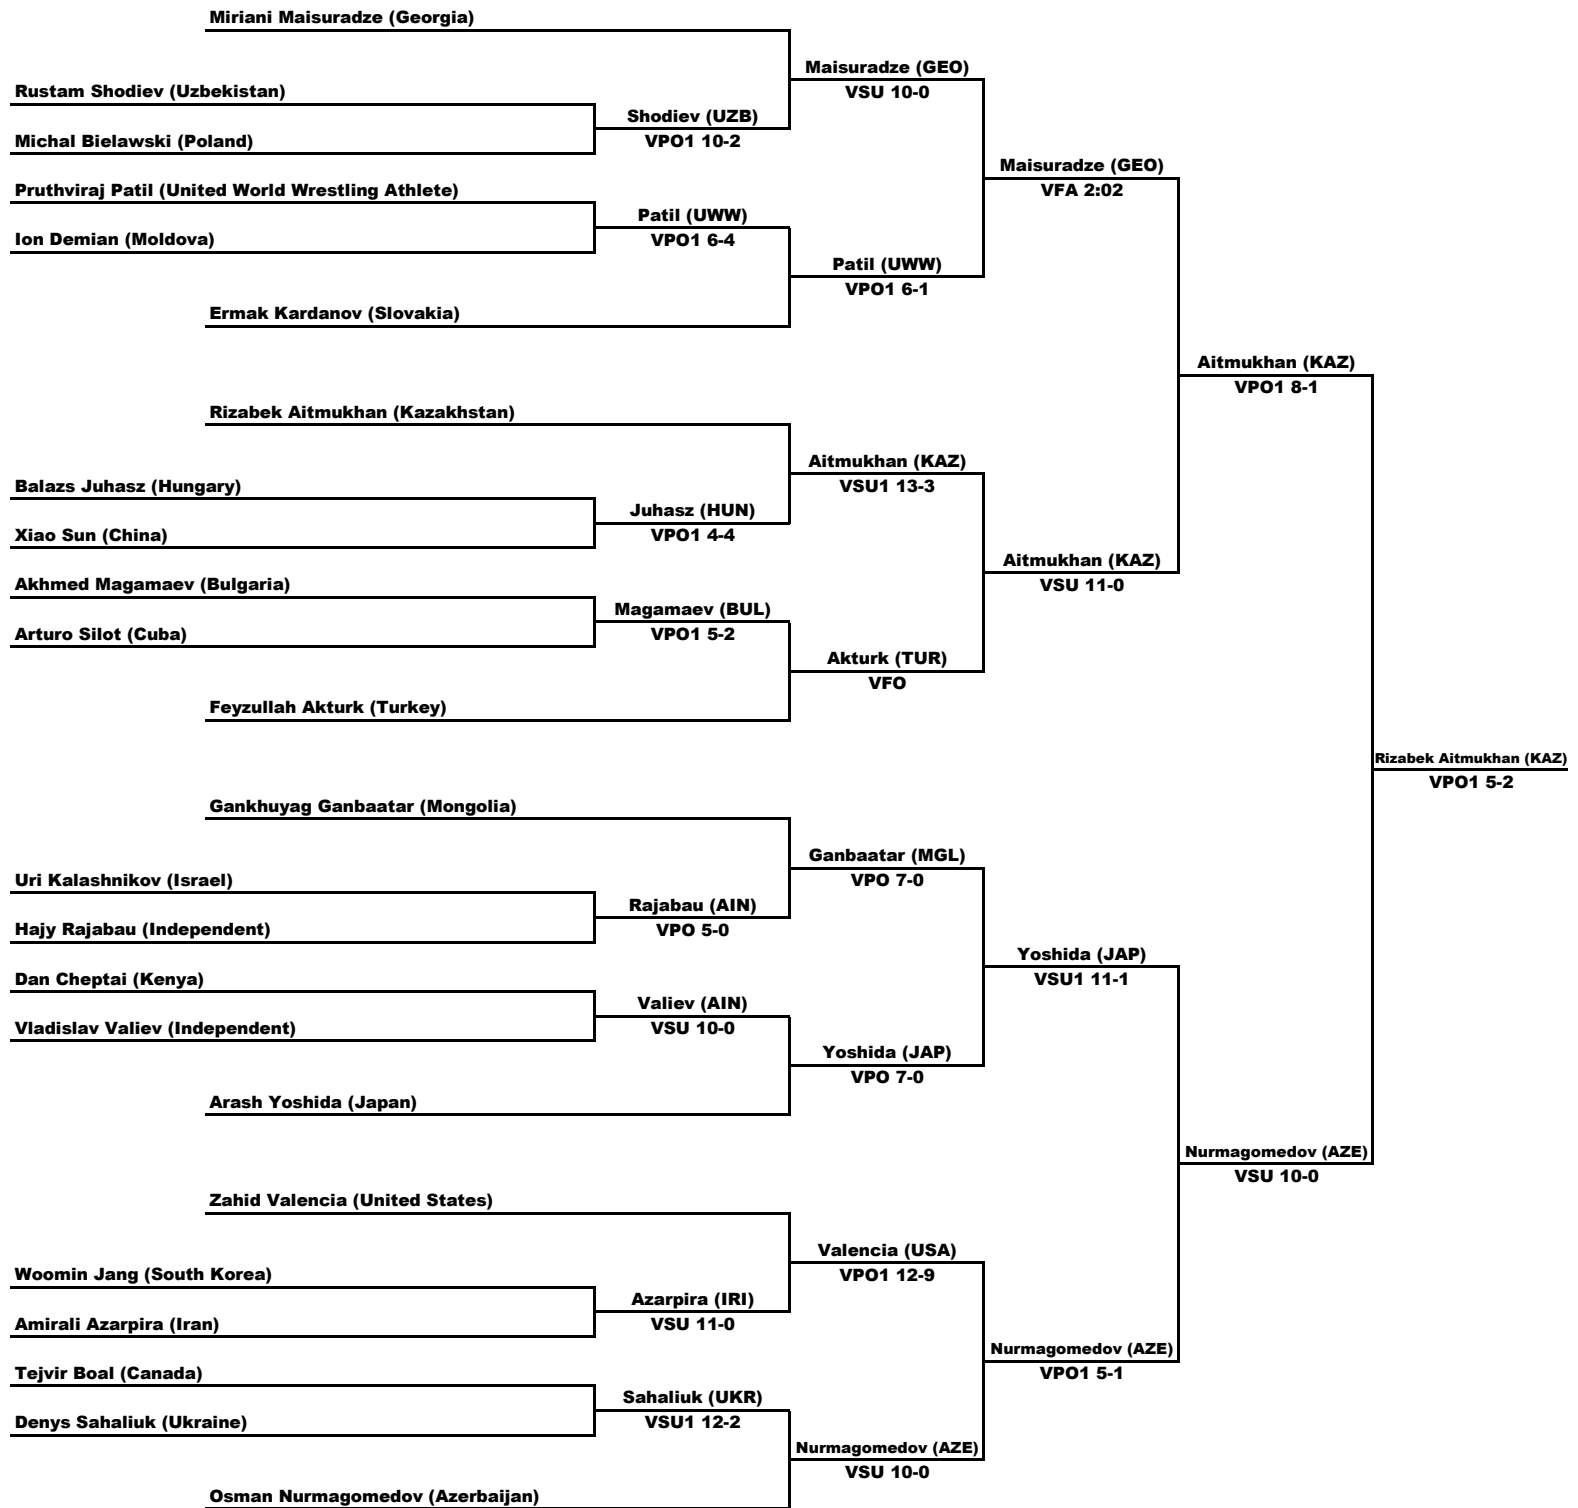 Miriani Maisuradze (Georgia)
Maisuradze (GEO)
VSU 10-0
Rustam Shodiev (Uzbekistan)
Shodiev (UZB)
VPO1 10-2
Michal Bielawski (Poland)
Maisuradze (GEO)
VFA 2:02
Pruthviraj Patil (United World Wrestling Athlete)
Patil (UWW)
VPO1 6-4
Ion Demian (Moldova)
Patil (UWW)
VPO1 6-1
Ermak Kardanov (Slovakia)
Aitmukhan (KAZ)
VPO1 8-1
Rizabek Aitmukhan (Kazakhstan)
Aitmukhan (KAZ)
VSU1 13-3
Balazs Juhasz (Hungary)
Juhasz (HUN)
VPO1 4-4
Xiao Sun (China)
Aitmukhan (KAZ)
VSU 11-0
Akhmed Magamaev (Bulgaria)
Magamaev (BUL)
VPO1 5-2
Arturo Silot (Cuba)
Akturk (TUR)
VFO
Feyzullah Akturk (Turkey)
Rizabek Aitmukhan (KAZ)
VPO1 5-2
Gankhuyag Ganbaatar (Mongolia)
Ganbaatar (MGL)
VPO 7-0
Uri Kalashnikov (Israel)
Rajabau (AIN)
VPO 5-0
Hajy Rajabau (Independent)
Yoshida (JAP)
VSU1 11-1
Dan Cheptai (Kenya)
Valiev (AIN)
VSU 10-0
Vladislav Valiev (Independent)
Yoshida (JAP)
VPO 7-0
Arash Yoshida (Japan)
Nurmagomedov (AZE)
VSU 10-0
Zahid Valencia (United States)
Valencia (USA)
VPO1 12-9
Woomin Jang (South Korea)
Azarpira (IRI)
VSU 11-0
Amirali Azarpira (Iran)
Nurmagomedov (AZE)
VPO1 5-1
Tejvir Boal (Canada)
Sahaliuk (UKR)
VSU1 12-2
Denys Sahaliuk (Ukraine)
Nurmagomedov (AZE)
VSU 10-0
Osman Nurmagomedov (Azerbaijan)